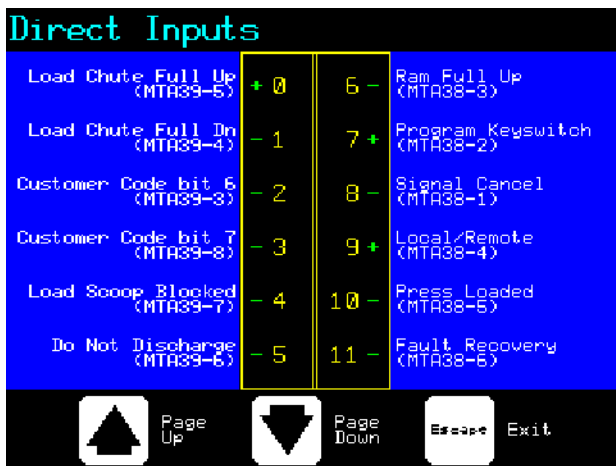 Direct Inputs
Load Chute Full Up
(MTA39-5)
+ 0
6 -
Ram Full Up
(MTA38-3)
Load Chute Full Dn
(MTA39-4)
- 1
7 +
Program Keyswitch
(MTA38-2)
Customer Code bit 6
(MTA39-3)
- 2
8 -
Signal Cancel
(MTA38-1)
Customer Code bit 7
(MTA39-8)
- 3
9 +
Local/Remote
(MTA38-4)
Load Scoop Blocked
(MTA39-7)
- 4
10 -
Press Loaded
(MTA38-5)
Do Not Discharge
(MTA39-6)
- 5
11 -
Fault Recovery
(MTA38-6)
Page
Up
Page
Down
Escape
Exit